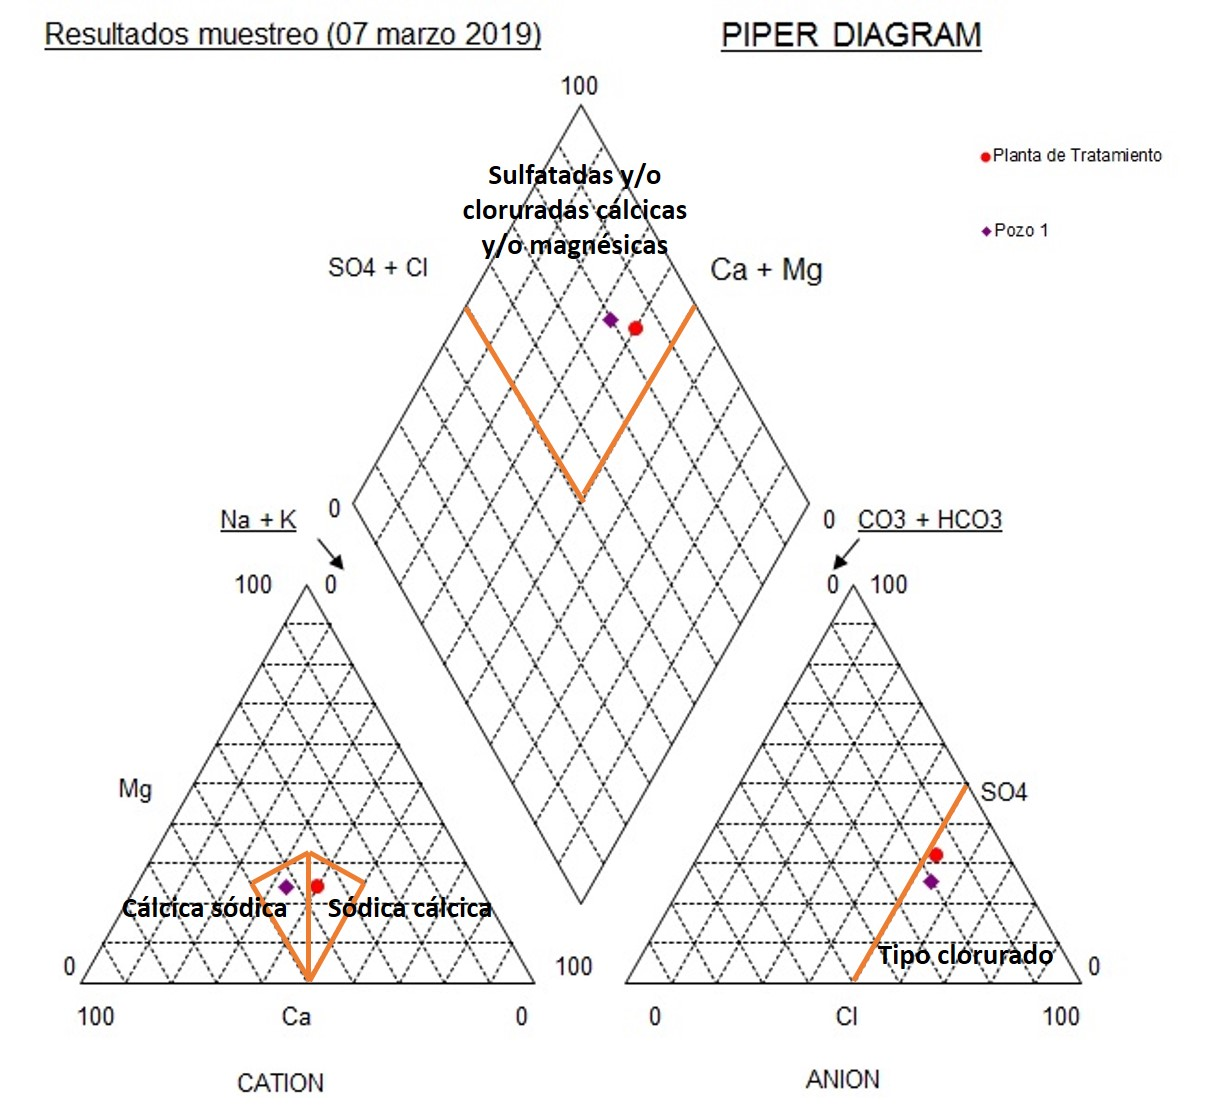 Resultados muestreo (07 marzo 2019)
PIPER DIAGRAM
100
Planta de Tratamiento
Sulfatadas y/o
cloruradas cálcicas
y/o magnésicas
Pozo 1
SO4 + Cl
Ca + Mg
0
0
Na + K
CO3 + HCO3
100
0
0
100
Mg
SO4
Cálcica sódica
Sódica cálcica
Tipo clorurado
0
100
0
100
Ca
0
0
Cl
100
CATION
ANION